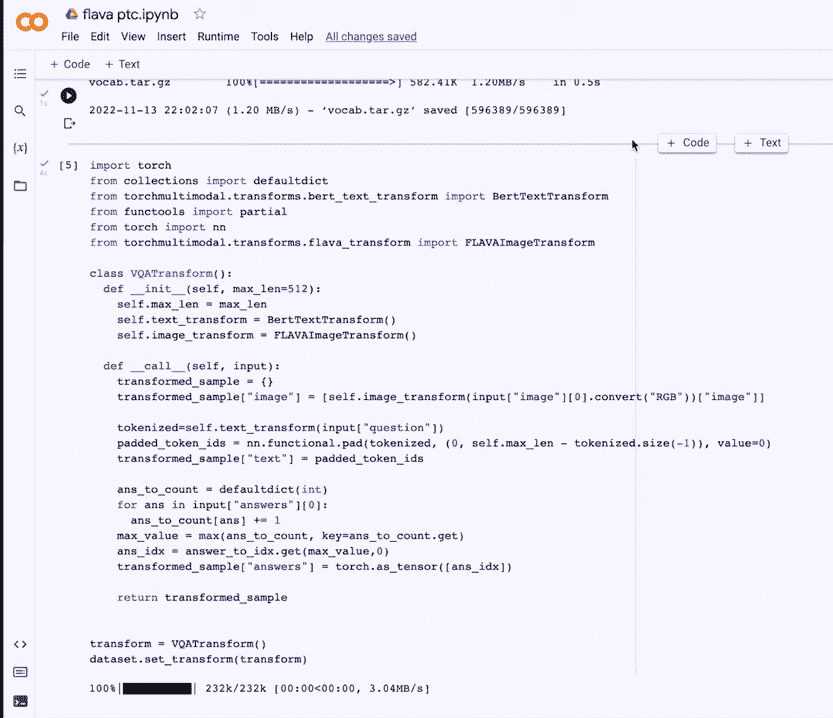 flava ptc.ipynb
File Edit View Insert Runtime Tools Help All changes saved
+ Code + Text
vocab.tar.gz 100%[===================>] 582.41K 1.20MB/s in 0.5s
1s
2022-11-13 22:02:07 (1.20 MB/s) - ‘vocab.tar.gz’ saved [596389/596389]
+ Code + Text
{x}
4s
[5] import torch
from collections import defaultdict
from torchmultimodal.transforms.bert_text_transform import BertTextTransform
from functools import partial
from torch import nn
from torchmultimodal.transforms.flava_transform import FLAVAImageTransform
class VQATransform():
def __init__(self, max_len=512):
self.max_len = max_len
self.text_transform = BertTextTransform()
self.image_transform = FLAVAImageTransform()
def __call__(self, input):
transformed_sample = {}
transformed_sample["image"] = [self.image_transform(input["image"][0].convert("RGB"))["image"]]
tokenized=self.text_transform(input["question"])
padded_token_ids = nn.functional.pad(tokenized, (0, self.max_len - tokenized.size(-1)), value=0)
transformed_sample["text"] = padded_token_ids
ans_to_count = defaultdict(int)
for ans in input["answers"][0]:
ans_to_count[ans] += 1
max_value = max(ans_to_count, key=ans_to_count.get)
ans_idx = answer_to_idx.get(max_value,0)
transformed_sample["answers"] = torch.as_tensor([ans_idx])
return transformed_sample
transform = VQATransform()
dataset.set_transform(transform)
100%| | 232k/232k [00:00<00:00, 3.04MB/s]